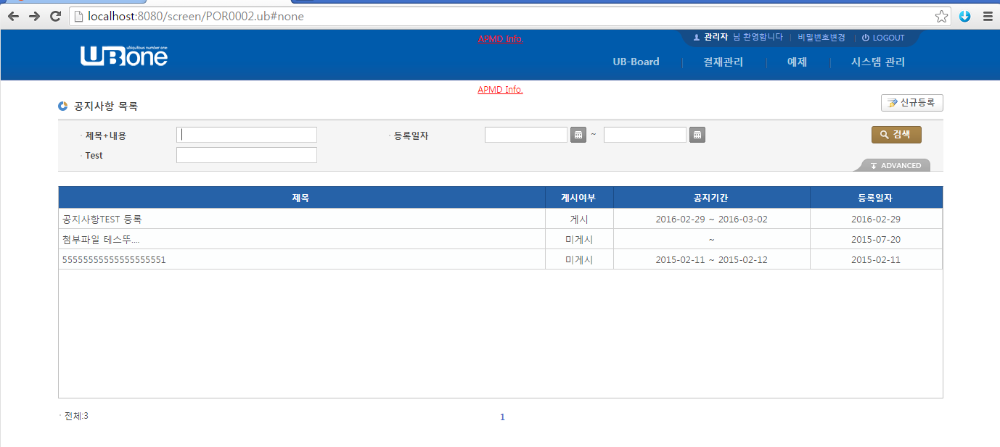 localhost:8080/screen/POR0002.ub#none
APMD Info.
관리자 님 환영합니다 비밀번호변경 LOGOUT
ubiquitous number one
UBone
UB-Board 결재관리 예제 시스템 관리
APMD Info.
공지사항 목록 신규등록
· 제목+내용 · 등록일자 ~ 검색
· Test
ADVANCED
제목 게시여부 공지기간 등록일자
공지사항TEST 등록 게시 2016-02-29 ~ 2016-03-02 2016-02-29
첨부파일 테스뚜.... 미게시 ~ 2015-07-20
55555555555555555551 미게시 2015-02-11 ~ 2015-02-12 2015-02-11
· 전체:3 1